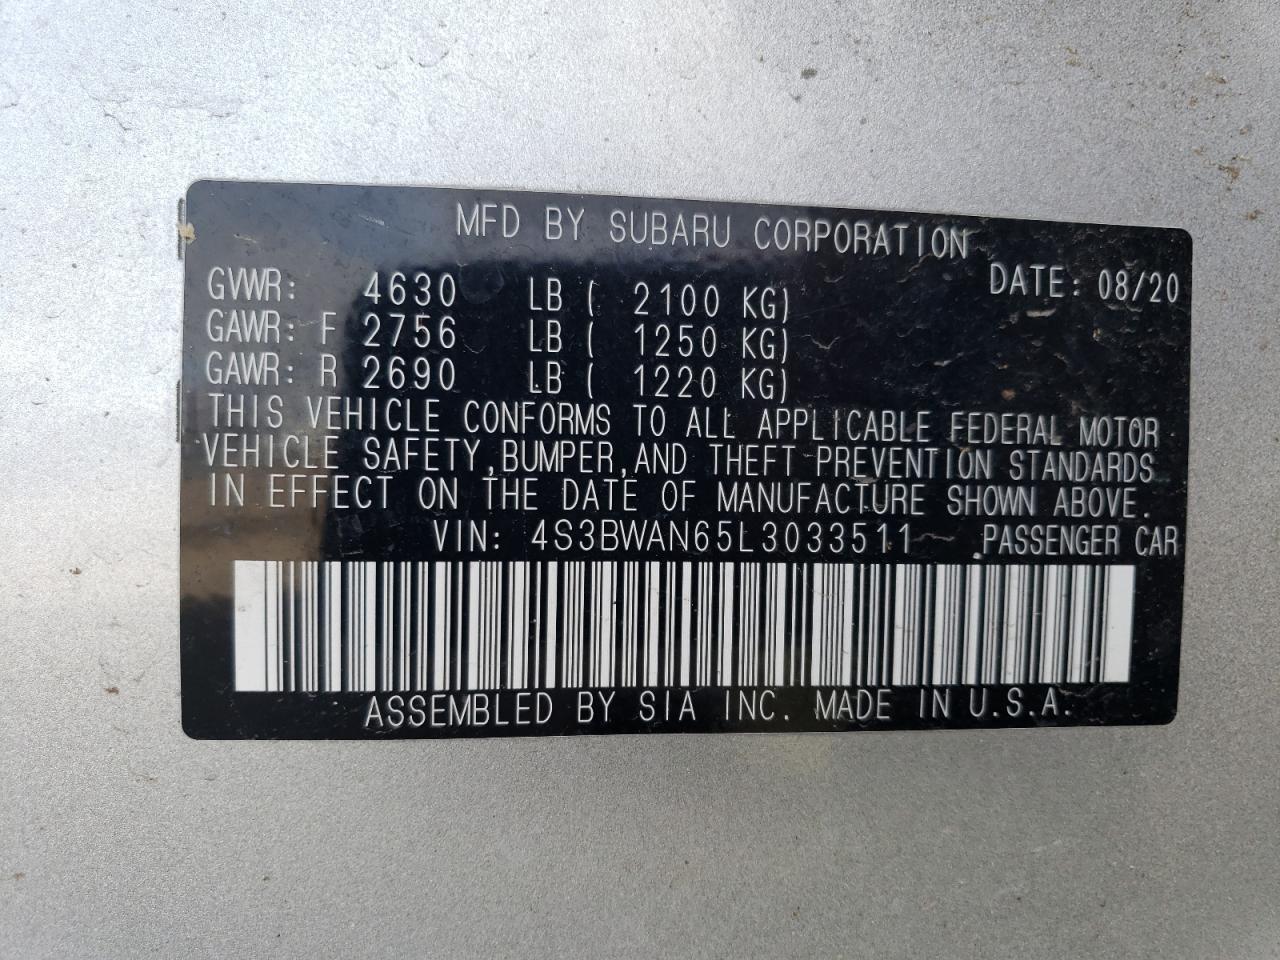 MFD BY SUBARU CORPORATION
DATE: 08/20
GVWR: 4630 LB ( 2100 KG)
GAWR: F 2756 LB ( 1250 KG)
GAWR: R 2690 LB ( 1220 KG)
THIS VEHICLE CONFORMS TO ALL APPLICABLE FEDERAL MOTOR
VEHICLE SAFETY,BUMPER,AND THEFT PREVENTION STANDARDS
IN EFFECT ON THE DATE OF MANUFACTURE SHOWN ABOVE.
VIN: 4S3BWAN65L3033511 PASSENGER CAR
ASSEMBLED BY SIA INC. MADE IN U.S.A.